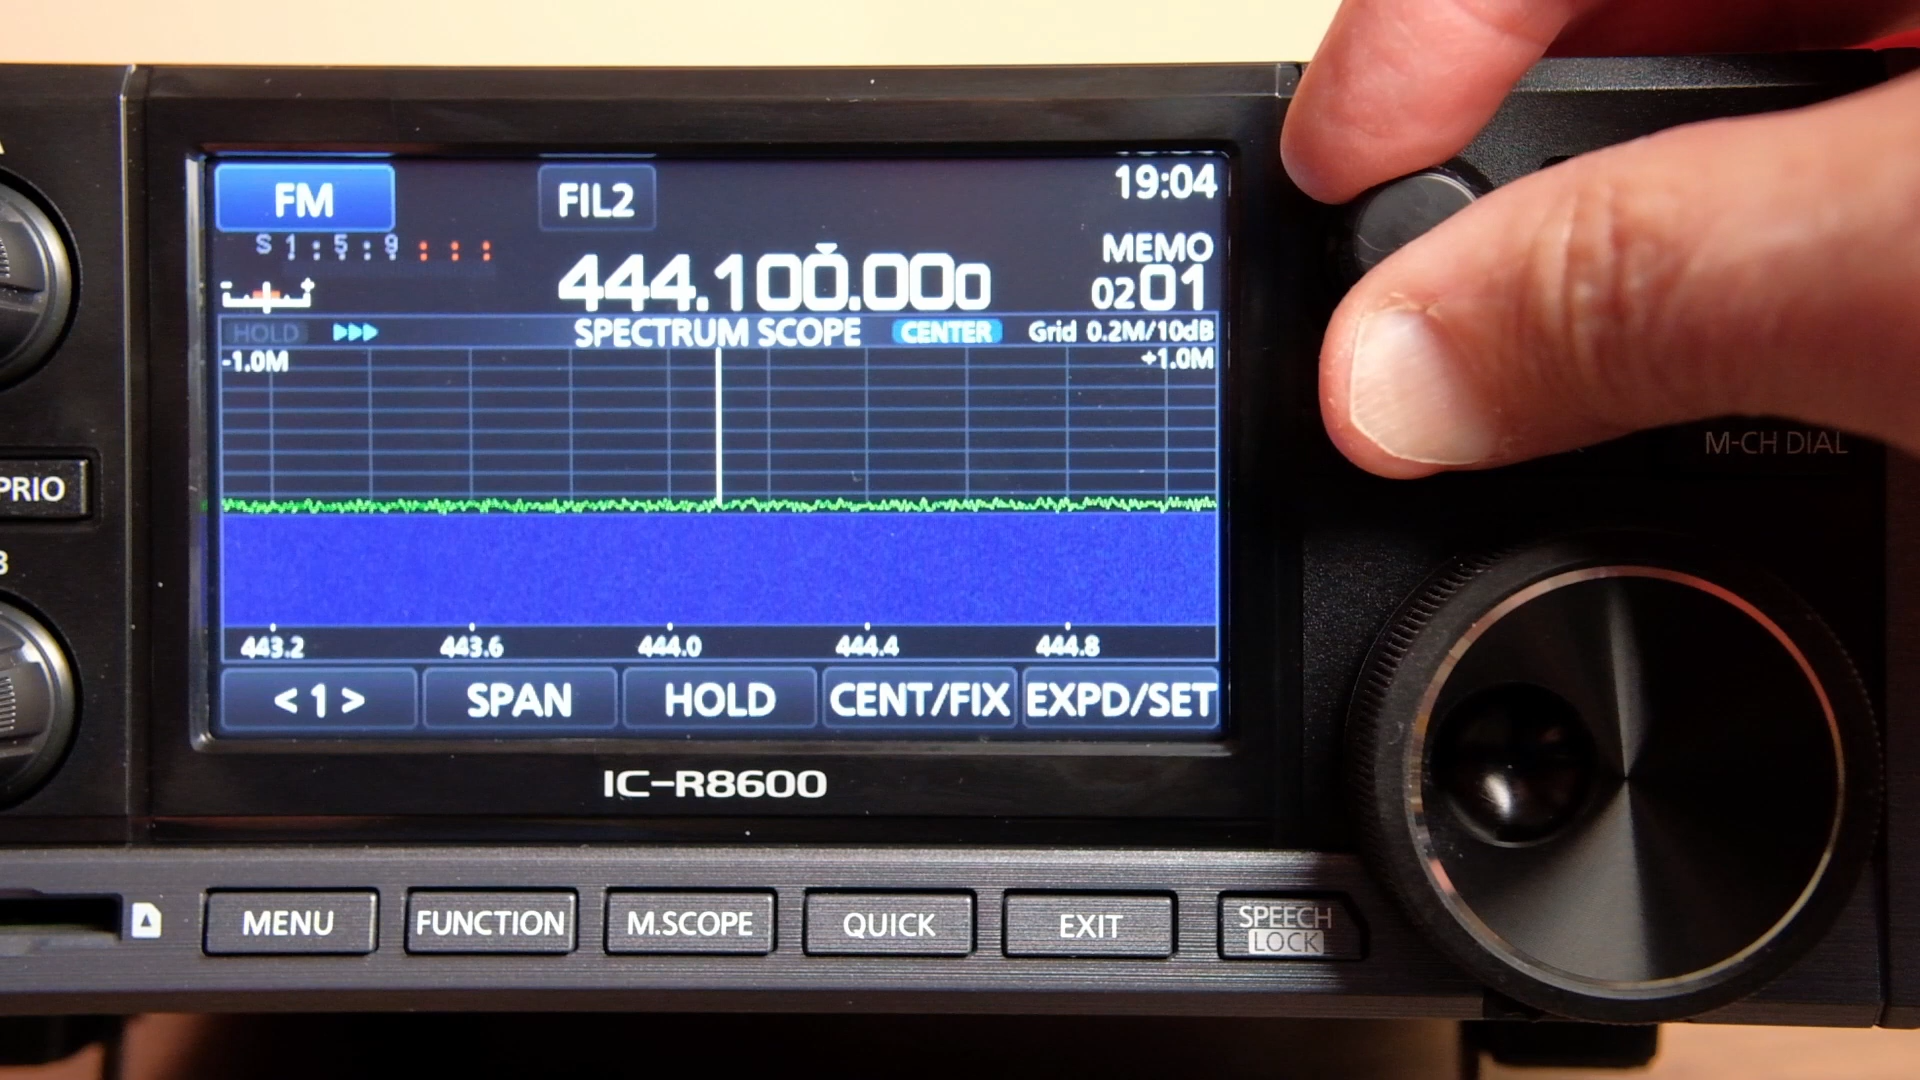 FM
FIL2
19:04
S 1:5:9:::
444.100.000
MEMO
02 01
- +
HOLD
SPECTRUM SCOPE
CENTER
Grid 0.2M/10dB
-1.0M
+1.0M
443.2 443.6 444.0 444.4 444.8
< 1 >
SPAN
HOLD
CENT/FIX
EXPD/SET
PRIO
M-CH DIAL
IC-R8600
MENU
FUNCTION
M.SCOPE
QUICK
EXIT
SPEECH
LOCK